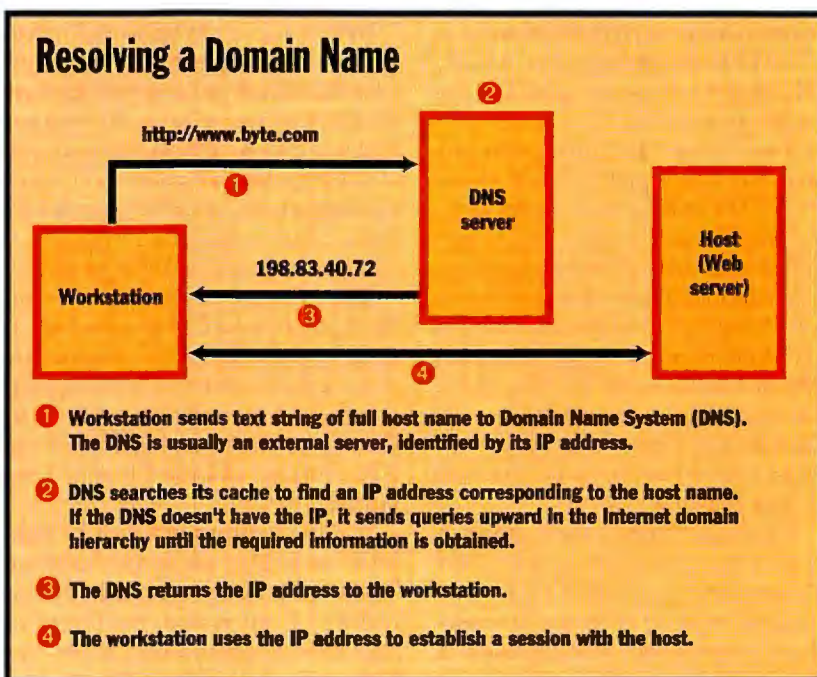 Resolving a Domain Name
2
http://www.byte.com
1
DNS
server
Host
(Web
server)
Workstation
198.83.40.72
3
4
1 Workstation sends text string of full host name to Domain Name System (DNS).
The DNS is usually an external server, identified by its IP address.
2 DNS searches its cache to find an IP address corresponding to the host name.
If the DNS doesn't have the IP, it sends queries upward in the Internet domain
hierarchy until the required information is obtained.
3 The DNS returns the IP address to the workstation.
4 The workstation uses the IP address to establish a session with the host.